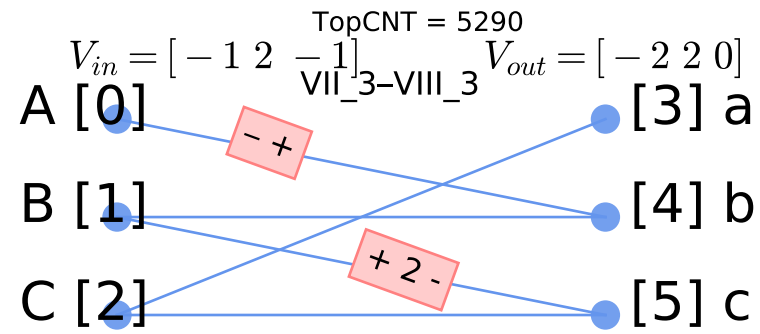 TopCNT = 5290
V_in = [ − 1 2 − 1] V_out = [ − 2 2 0]
VII_3–VIII_3
A [0] [3] a
− +
B [1] [4] b
+ 2 -
C [2] [5] c